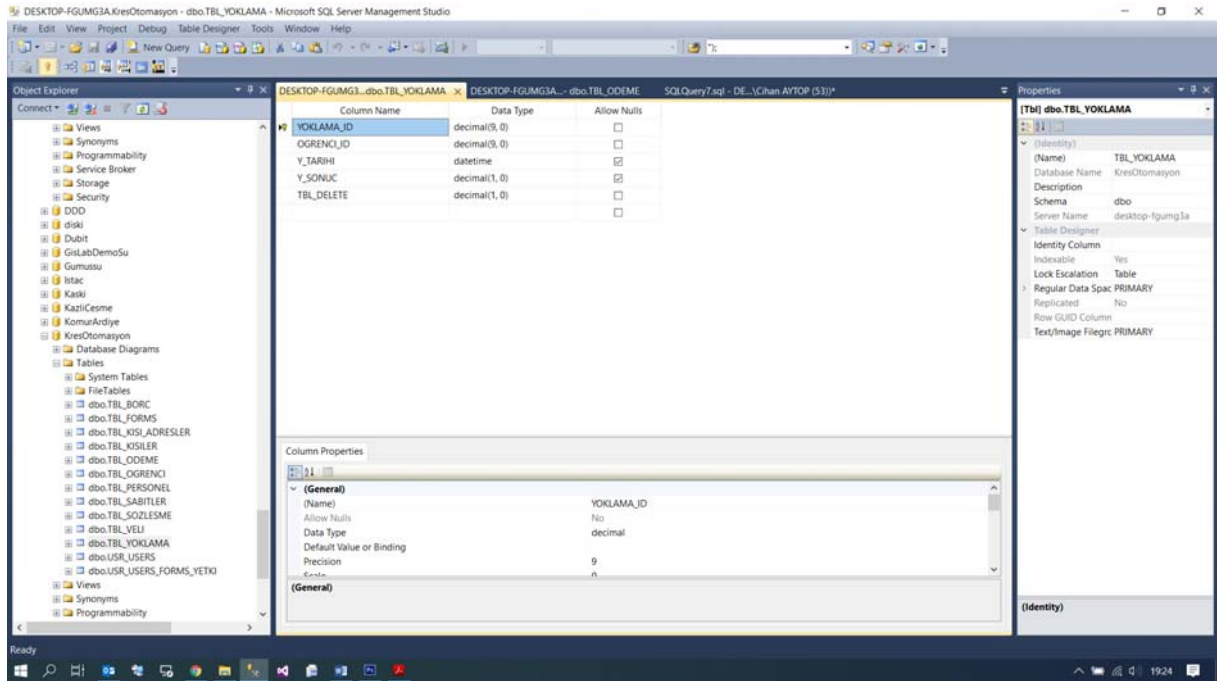 DESKTOP-FGUMG3A.KresOtomasyon - dbo.TBL_YOKLAMA - Microsoft SQL Server Management Studio
File Edit View Project Debug Table Designer Tools Window Help
New Query
Object Explorer
Connect
Views
Synonyms
Programmability
Service Broker
Storage
Security
DDD
diski
Dubit
GisLabDemoSu
Gumussu
Istac
Kaski
KazliCesme
KomurArdiye
KresOtomasyon
Database Diagrams
Tables
System Tables
FileTables
dbo.TBL_BORC
dbo.TBL_FORMS
dbo.TBL_KISI_ADRESLER
dbo.TBL_KISILER
dbo.TBL_ODEME
dbo.TBL_OGRENCI
dbo.TBL_PERSONEL
dbo.TBL_SABITLER
dbo.TBL_SOZLESME
dbo.TBL_VELI
dbo.TBL_YOKLAMA
dbo.USR_USERS
dbo.USR_USERS_FORMS_YETKI
Views
Synonyms
Programmability
DESKTOP-FGUMG3...dbo.TBL_YOKLAMA DESKTOP-FGUMG3A...- dbo.TBL_ODEME SQLQuery7.sql - DE...\Cihan AYTOP (53))*
Column Name Data Type Allow Nulls
YOKLAMA_ID decimal(9, 0)
OGRENCI_ID decimal(9, 0)
Y_TARIHI datetime
Y_SONUC decimal(1, 0)
TBL_DELETE decimal(1, 0)
Column Properties
(General)
(Name) YOKLAMA_ID
Allow Nulls No
Data Type decimal
Default Value or Binding
Precision 9
Scale 0
(General)
Properties
[Tbl] dbo.TBL_YOKLAMA
(Identity)
(Name) TBL_YOKLAMA
Database Name KresOtomasyon
Description
Schema dbo
Server Name desktop-fgumg3a
Table Designer
Identity Column
Indexable Yes
Lock Escalation Table
Regular Data Spac PRIMARY
Replicated No
Row GUID Column
Text/Image Filegrc PRIMARY
(Identity)
Ready
19:24